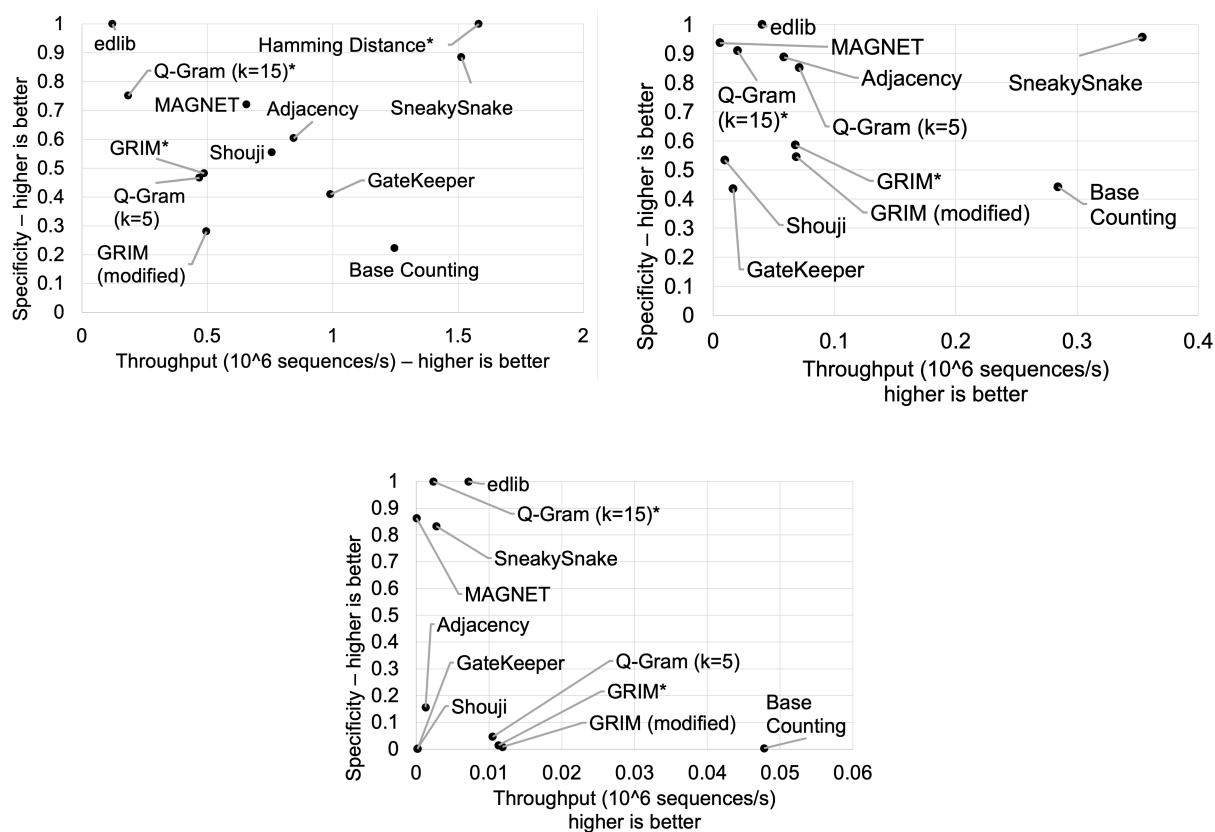 Specificity – higher is better
1
0.9
0.8
0.7
0.6
0.5
0.4
0.3
0.2
0.1
0
edlib
Hamming Distance*
Q-Gram (k=15)*
MAGNET
Adjacency
SneakySnake
GRIM*
Shouji
Q-Gram
(k=5)
GateKeeper
GRIM
(modified)
Base Counting
0 0.5 1 1.5 2
Throughput (10^6 sequences/s) – higher is better
Specificity – higher is better
1
0.9
0.8
0.7
0.6
0.5
0.4
0.3
0.2
0.1
0
edlib
MAGNET
Adjacency
SneakySnake
Q-Gram
(k=15)*
Q-Gram (k=5)
GRIM*
GRIM (modified)
Base
Counting
Shouji
GateKeeper
0 0.1 0.2 0.3 0.4
Throughput (10^6 sequences/s)
higher is better
Specificity – higher is better
1
0.9
0.8
0.7
0.6
0.5
0.4
0.3
0.2
0.1
0
edlib
Q-Gram (k=15)*
SneakySnake
MAGNET
Adjacency
GateKeeper
Q-Gram (k=5)
GRIM*
Shouji
GRIM (modified)
Base
Counting
0 0.01 0.02 0.03 0.04 0.05 0.06
Throughput (10^6 sequences/s)
higher is better